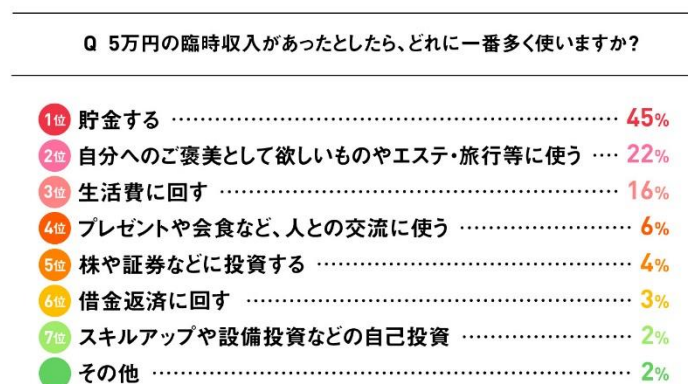 Q 5万円の臨時収入があったとしたら、どれに一番多く使いますか?
1位 貯金する ………………………………………………… 45%
2位 自分へのご褒美として欲しいものやエステ・旅行等に使う …… 22%
3位 生活費に回す ………………………………………… 16%
4位 プレゼントや会食など、人との交流に使う ………………… 6%
5位 株や証券などに投資する ……………………………… 4%
6位 借金返済に回す ……………………………………… 3%
7位 スキルアップや設備投資などの自己投資 ………………… 2%
その他 …………………………………………………… 2%